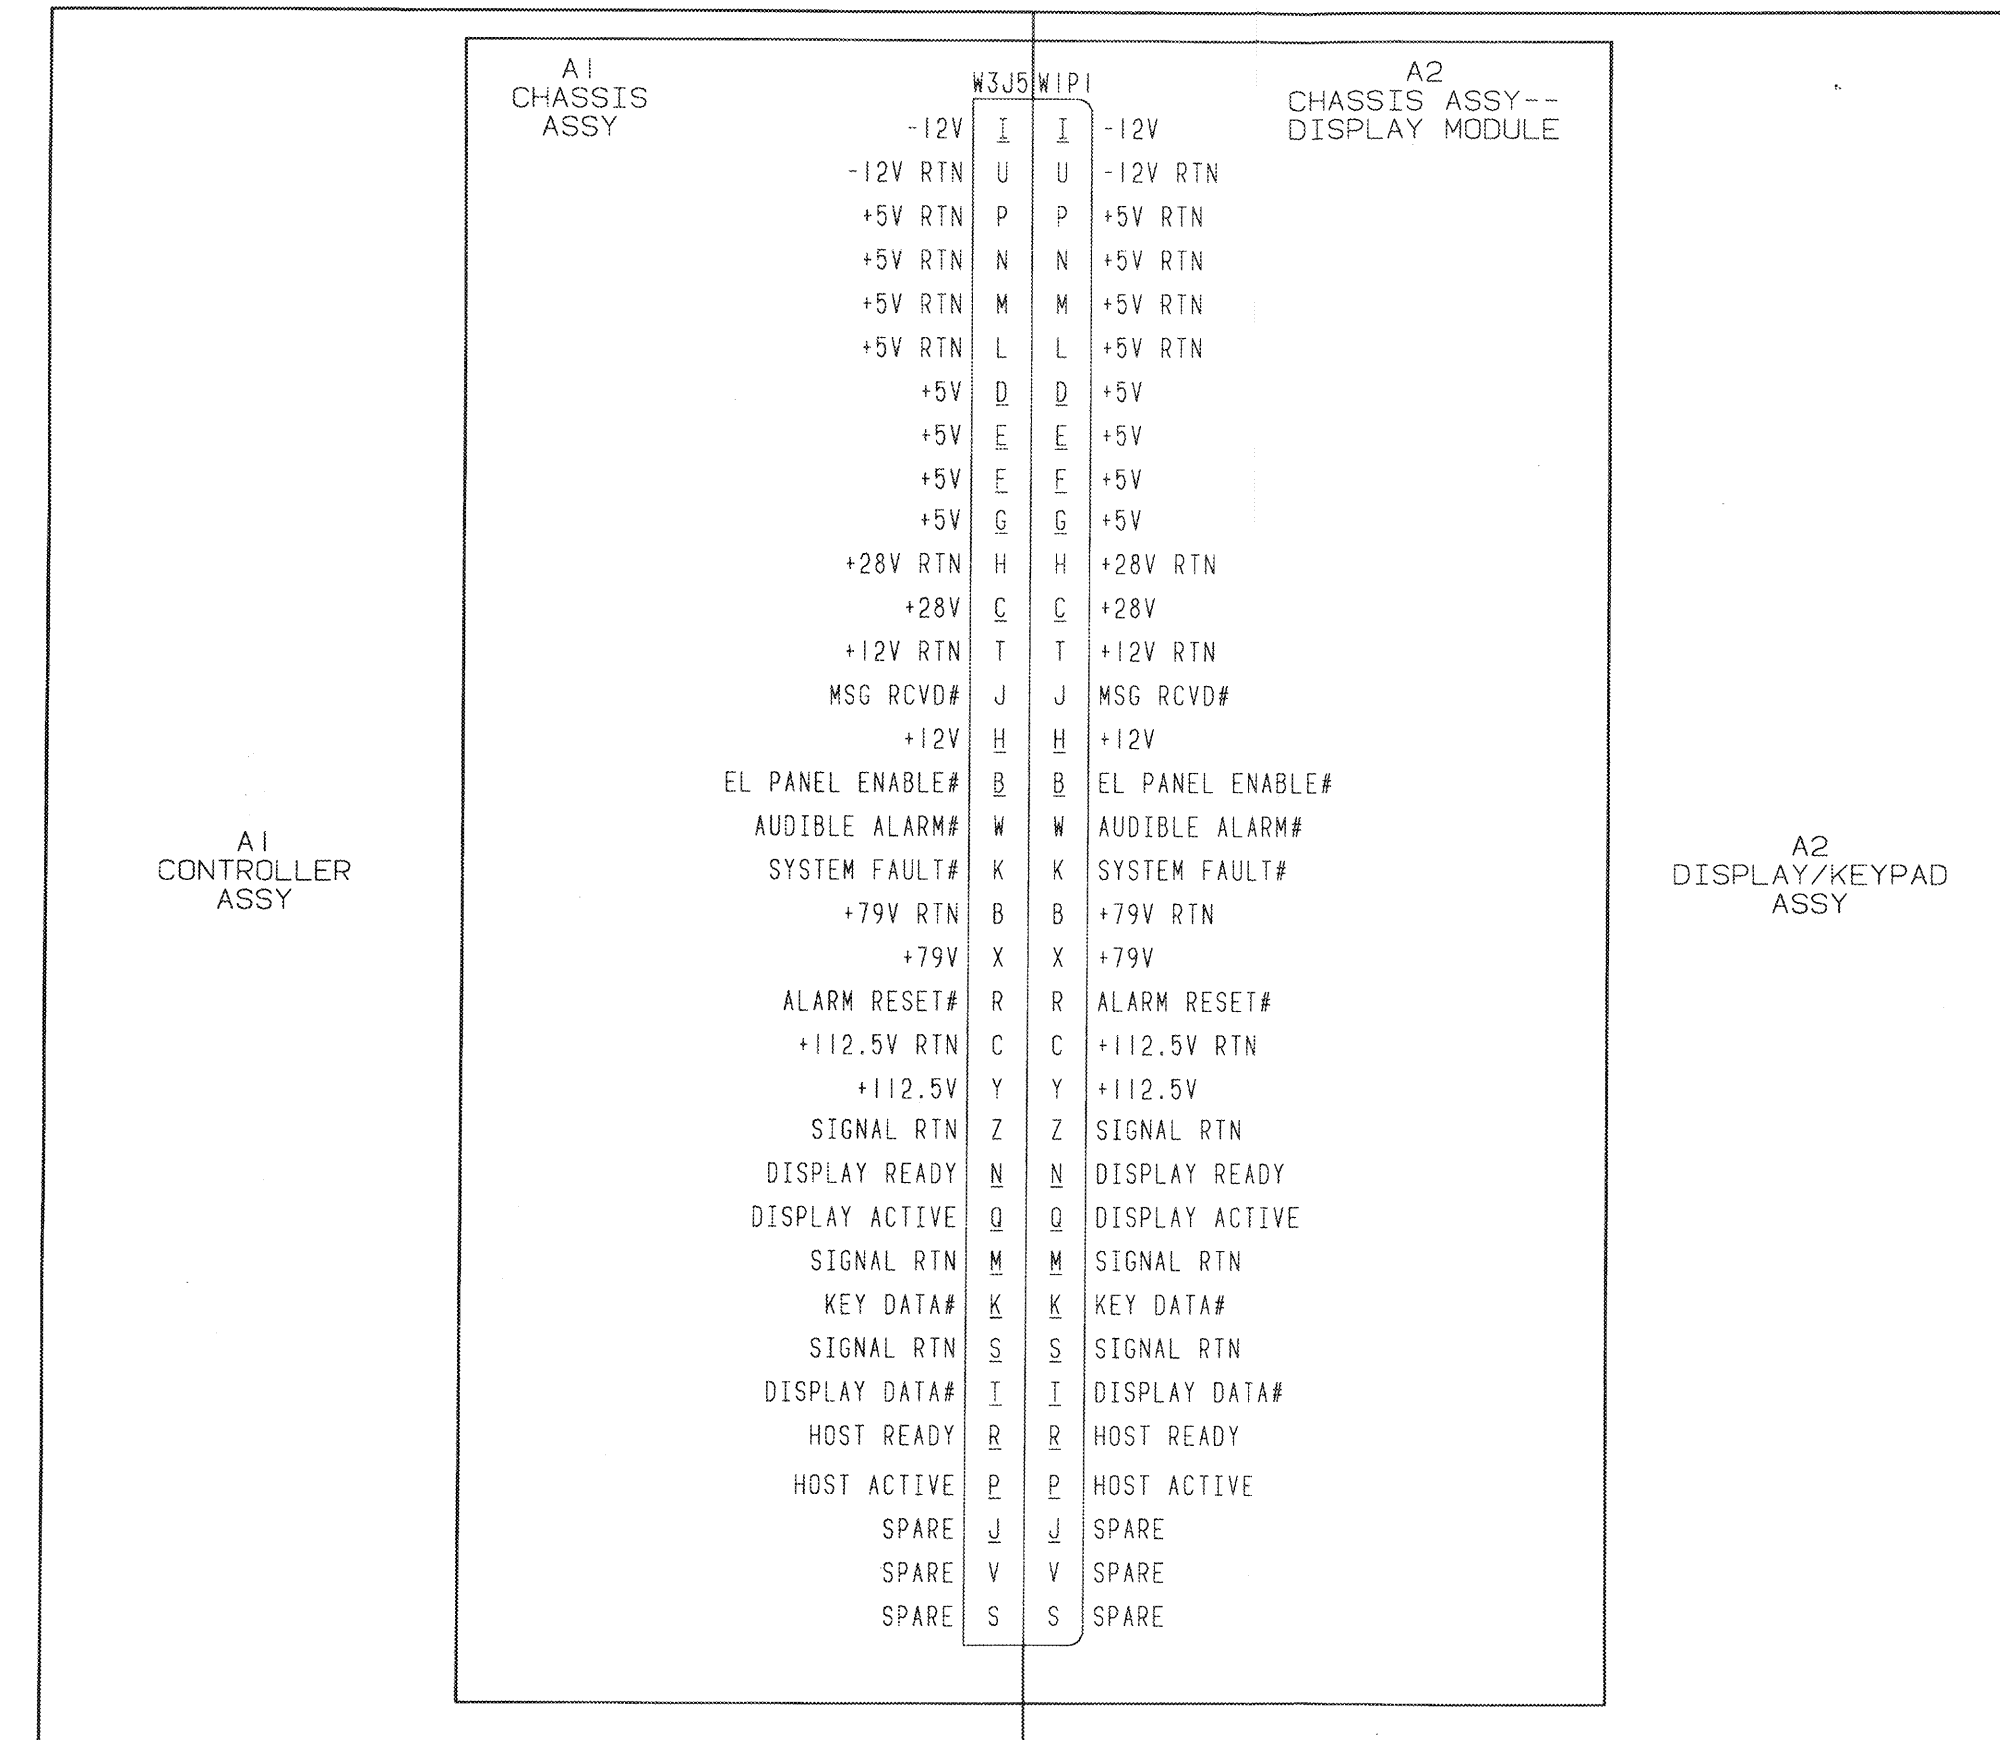 A1
CHASSIS
ASSY
W3J5 W1P1
A2
CHASSIS ASSY--
DISPLAY MODULE
-12V I I -12V
-12V RTN U U -12V RTN
+5V RTN P P +5V RTN
+5V RTN N N +5V RTN
+5V RTN M M +5V RTN
+5V RTN L L +5V RTN
+5V D D +5V
+5V E E +5V
+5V F F +5V
+5V G G +5V
+28V RTN H H +28V RTN
+28V C C +28V
+12V RTN T T +12V RTN
MSG RCVD# J J MSG RCVD#
+12V H H +12V
EL PANEL ENABLE# B B EL PANEL ENABLE#
AUDIBLE ALARM# W W AUDIBLE ALARM#
SYSTEM FAULT# K K SYSTEM FAULT#
+79V RTN B B +79V RTN
+79V X X +79V
ALARM RESET# R R ALARM RESET#
+112.5V RTN C C +112.5V RTN
+112.5V Y Y +112.5V
SIGNAL RTN Z Z SIGNAL RTN
DISPLAY READY N N DISPLAY READY
DISPLAY ACTIVE Q Q DISPLAY ACTIVE
SIGNAL RTN M M SIGNAL RTN
KEY DATA# K K KEY DATA#
SIGNAL RTN S S SIGNAL RTN
DISPLAY DATA# T T DISPLAY DATA#
HOST READY R R HOST READY
HOST ACTIVE P P HOST ACTIVE
SPARE J J SPARE
SPARE V V SPARE
SPARE S S SPARE
A1
CONTROLLER
ASSY
A2
DISPLAY/KEYPAD
ASSY